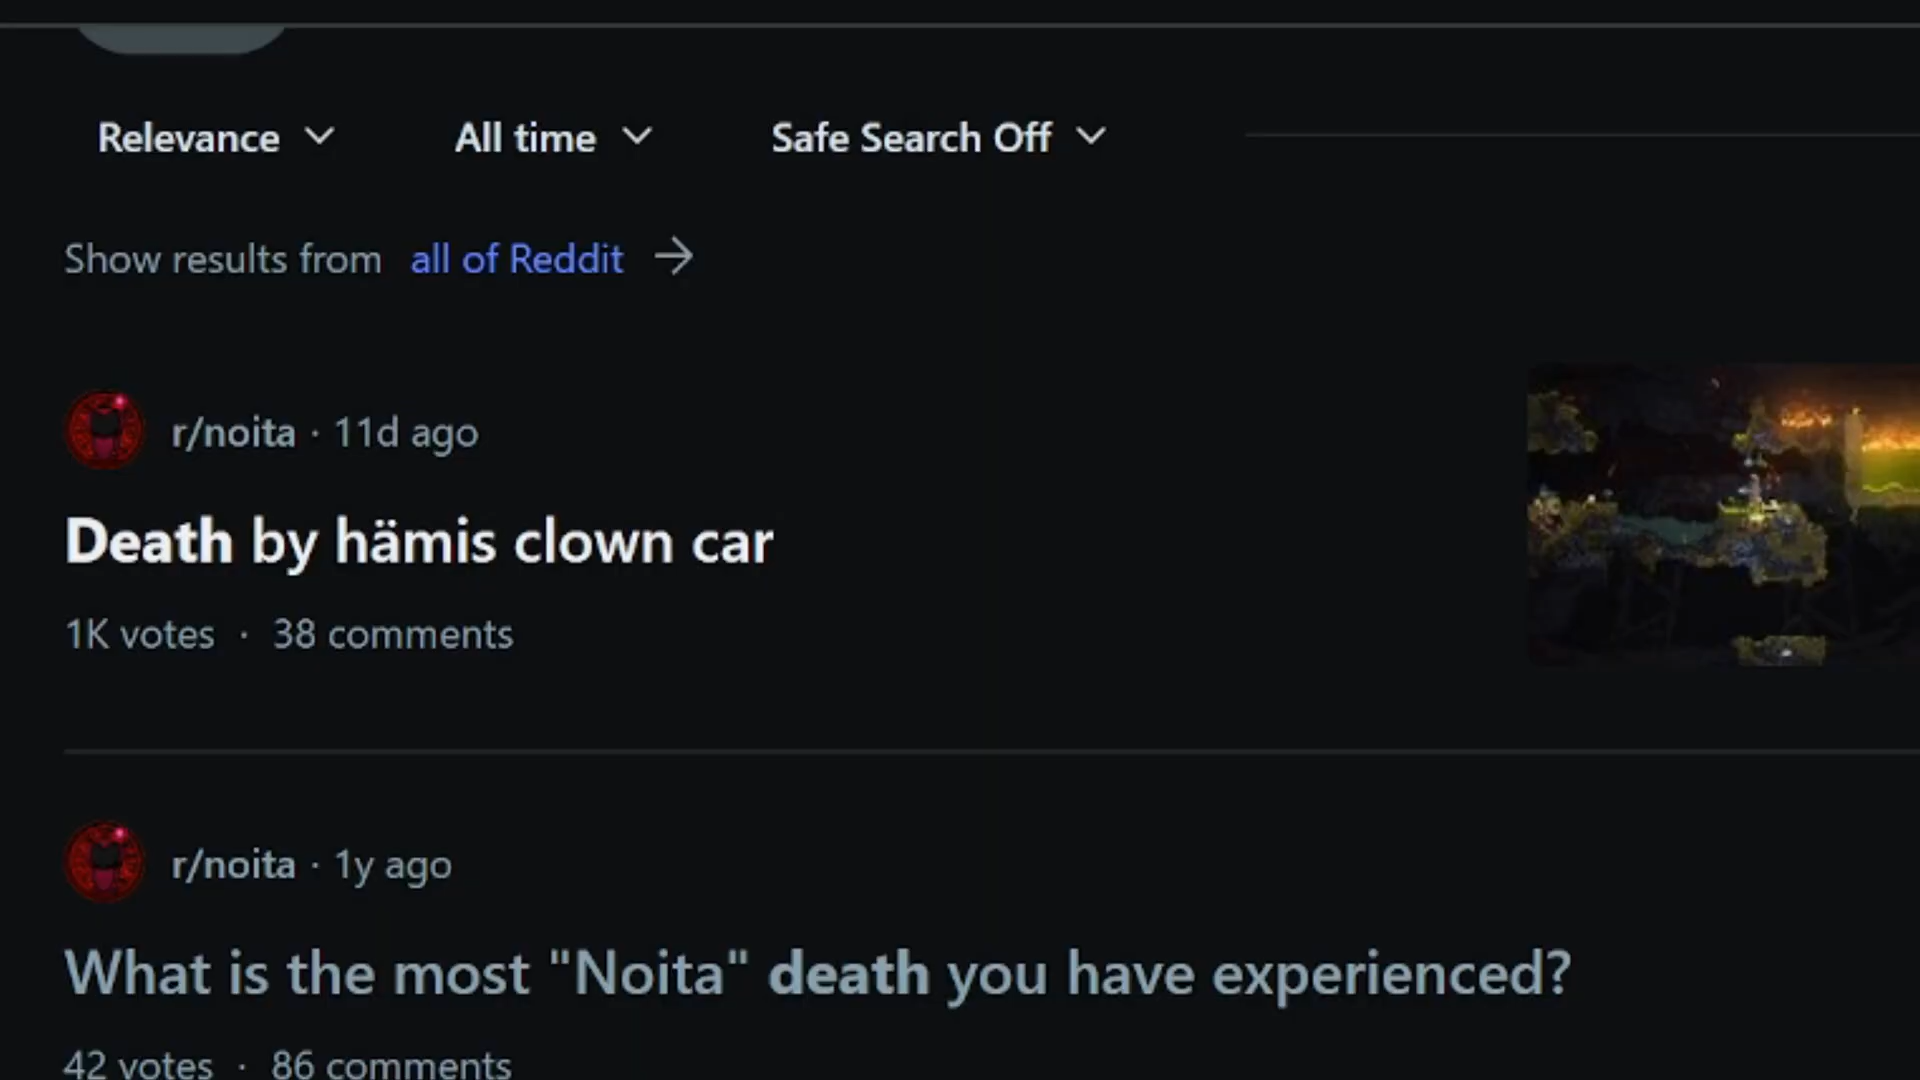 Relevance All time Safe Search Off
Show results from all of Reddit
r/noita · 11d ago
Death by hämis clown car
1K votes · 38 comments
r/noita · 1y ago
What is the most "Noita" death you have experienced?
42 votes · 86 comments